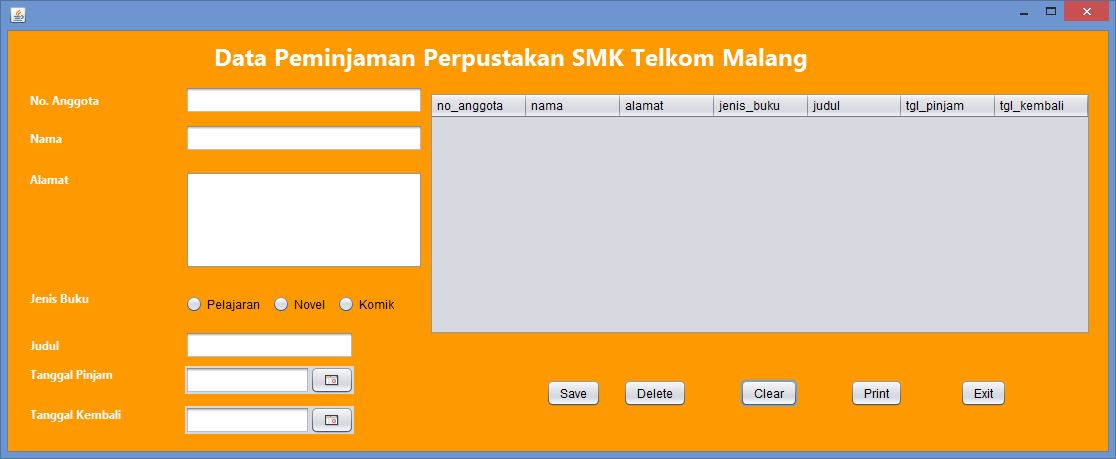 Data Peminjaman Perpustakan SMK Telkom Malang
No. Anggota
Nama
Alamat
Jenis Buku
Pelajaran Novel Komik
Judul
Tanggal Pinjam
Tanggal Kembali
no_anggota nama alamat jenis_buku judul tgl_pinjam tgl_kembali
Save Delete Clear Print Exit